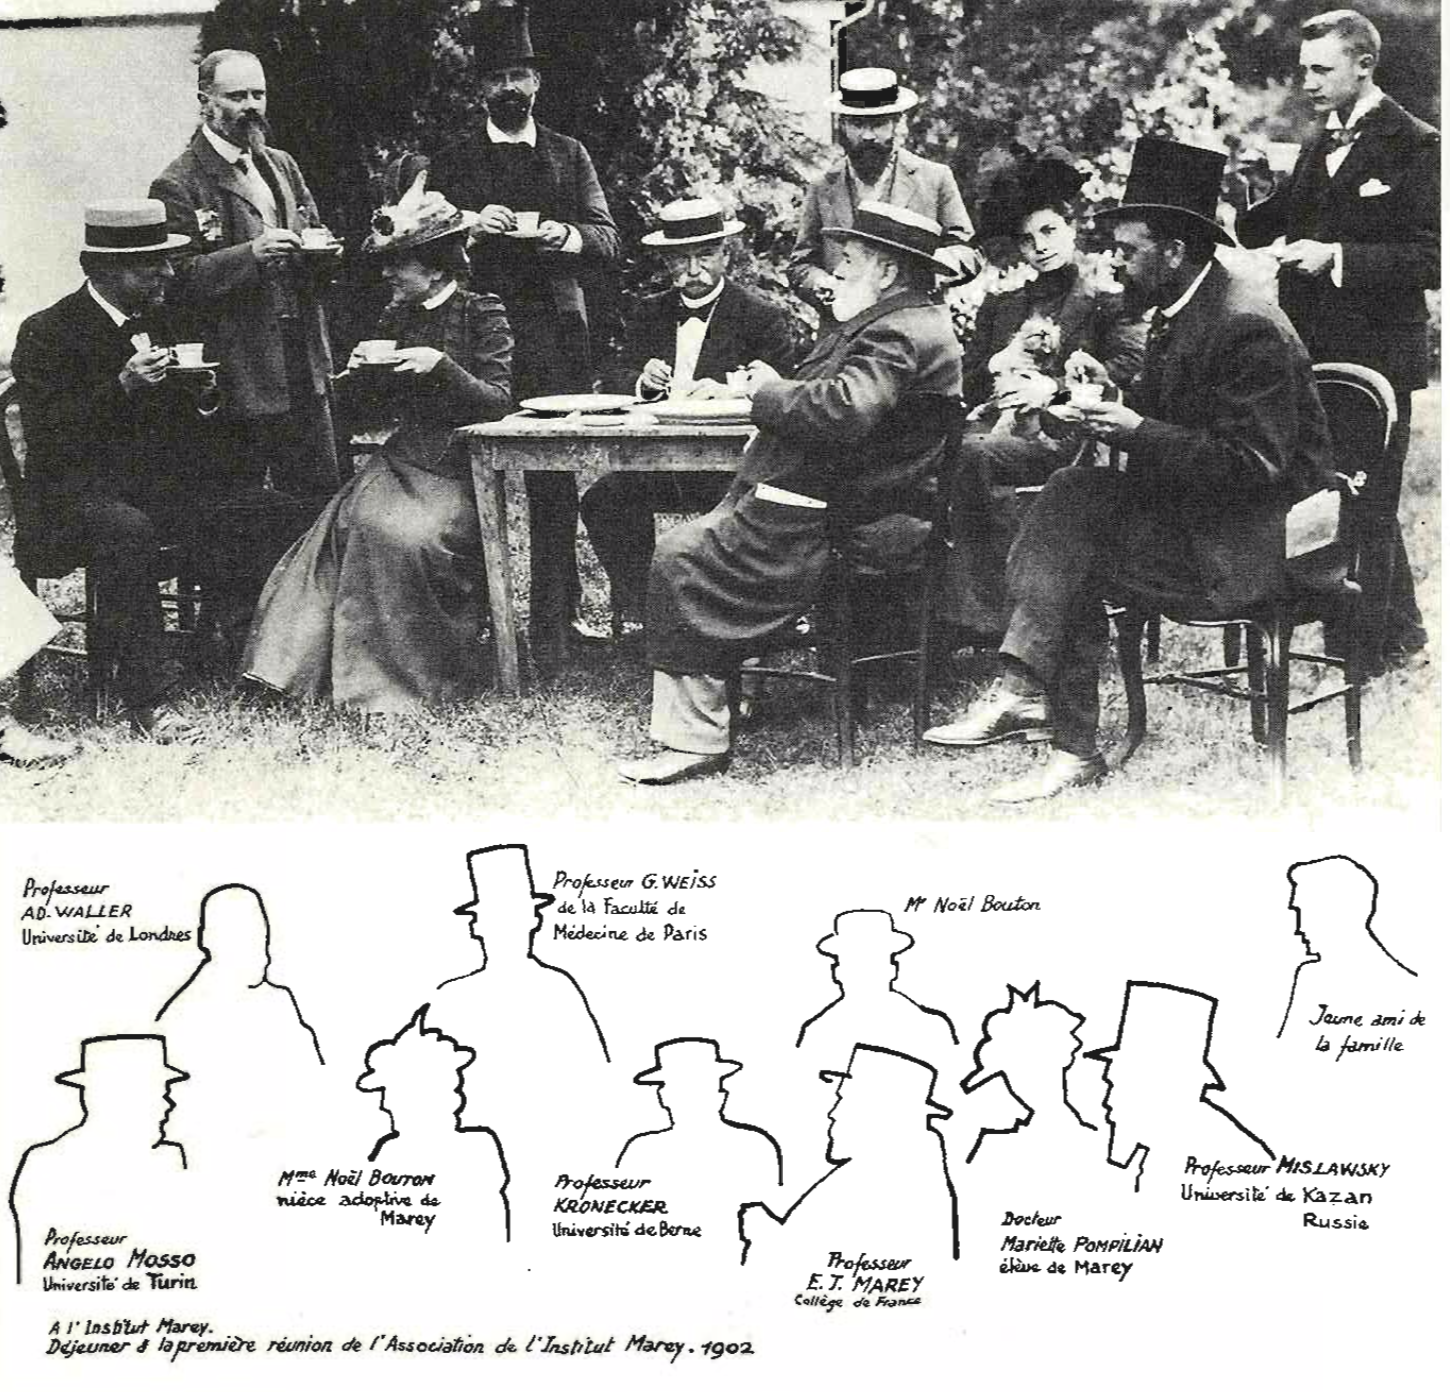 Professeur
AD. WALLER
Université de Londres
Professeur G. WEISS
de la Faculté de
Médecine de Paris
Mr Noël Bouton
Jeune ami de
la famille
Professeur
ANGELO MOSSO
Université de Turin
Mme Noël BOUTON
nièce adoptive de
Marey
Professeur
KRONECKER
Université de Berne
Professeur
E.J. MAREY
Collège de France
Docteur
Mariette POMPILIAN
élève de Marey
Professeur MISLAWSKY
Université de Kazan
Russie
A l'Institut Marey.
Déjeuner à la première réunion de l'Association de l'Institut Marey. 1902